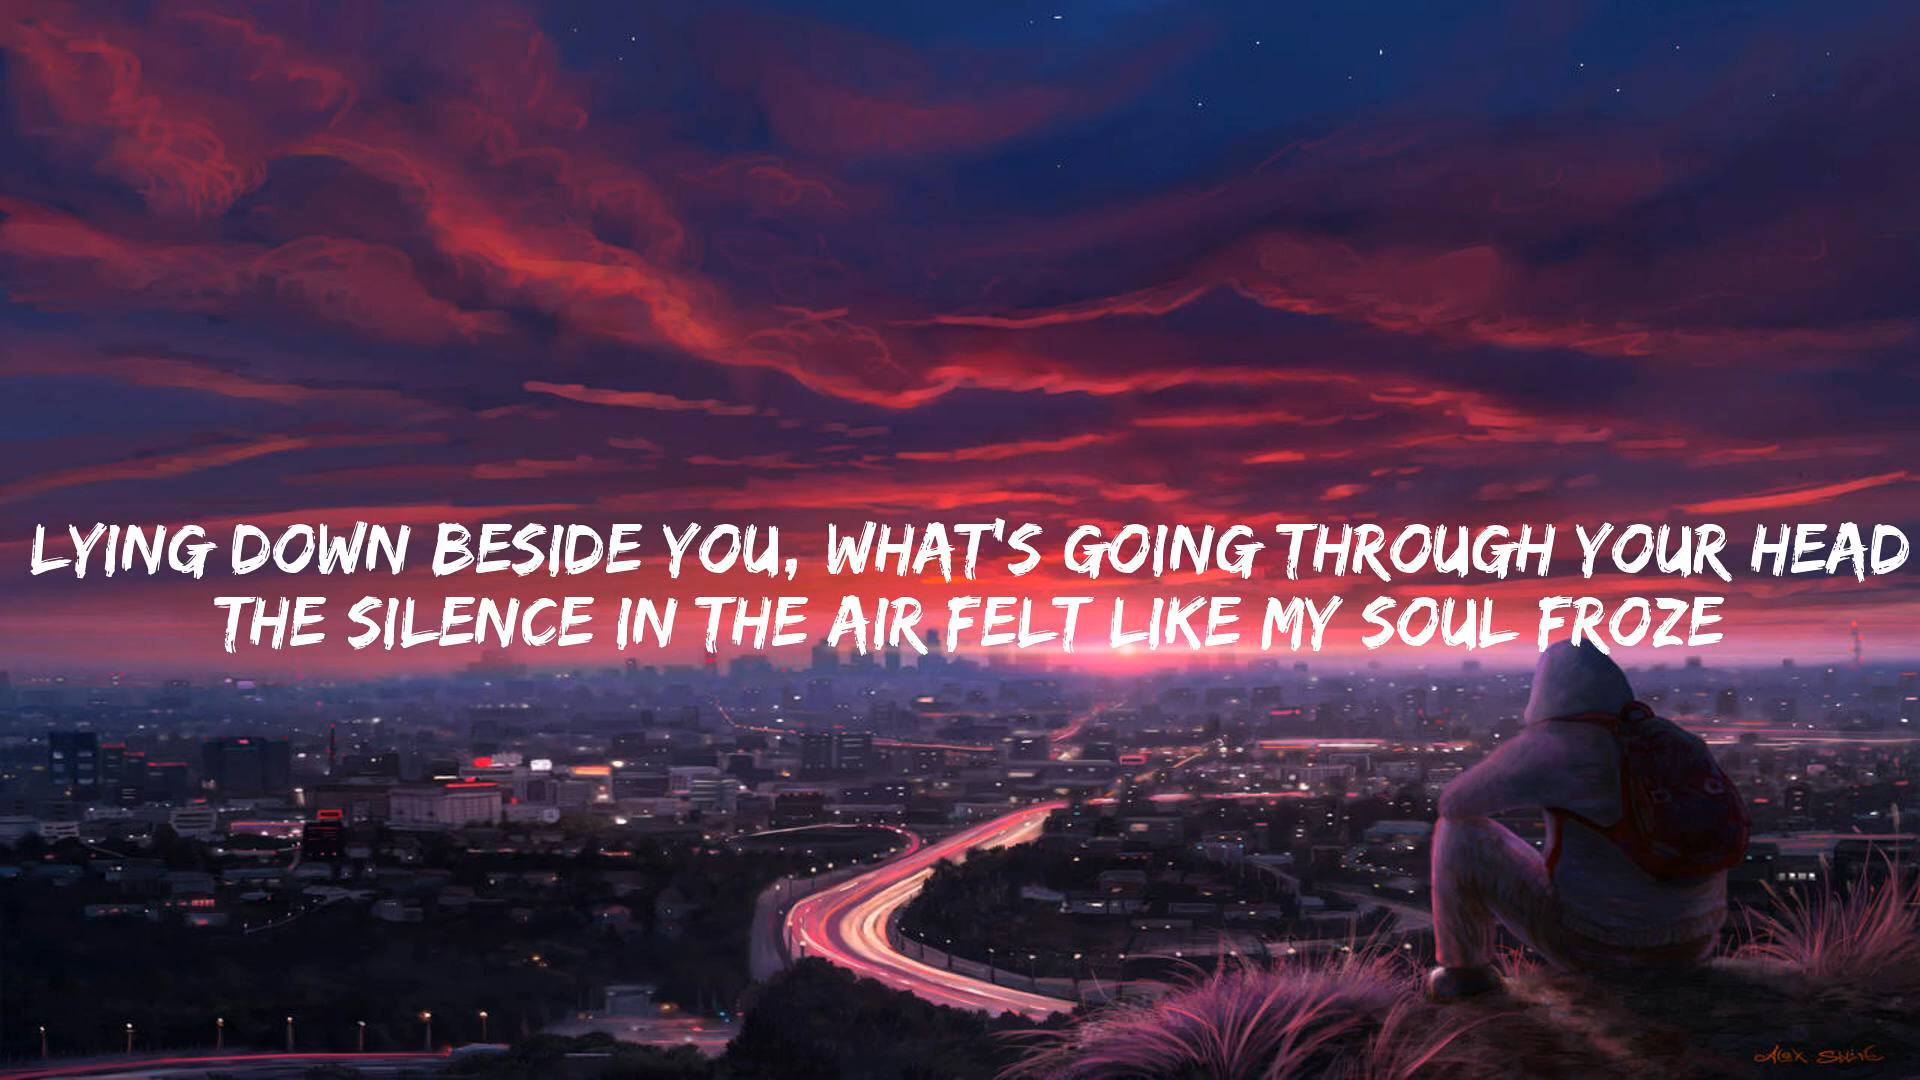 LYING DOWN BESIDE YOU, WHAT'S GOING THROUGH YOUR HEAD
THE SILENCE IN THE AIR FELT LIKE MY SOUL FROZE